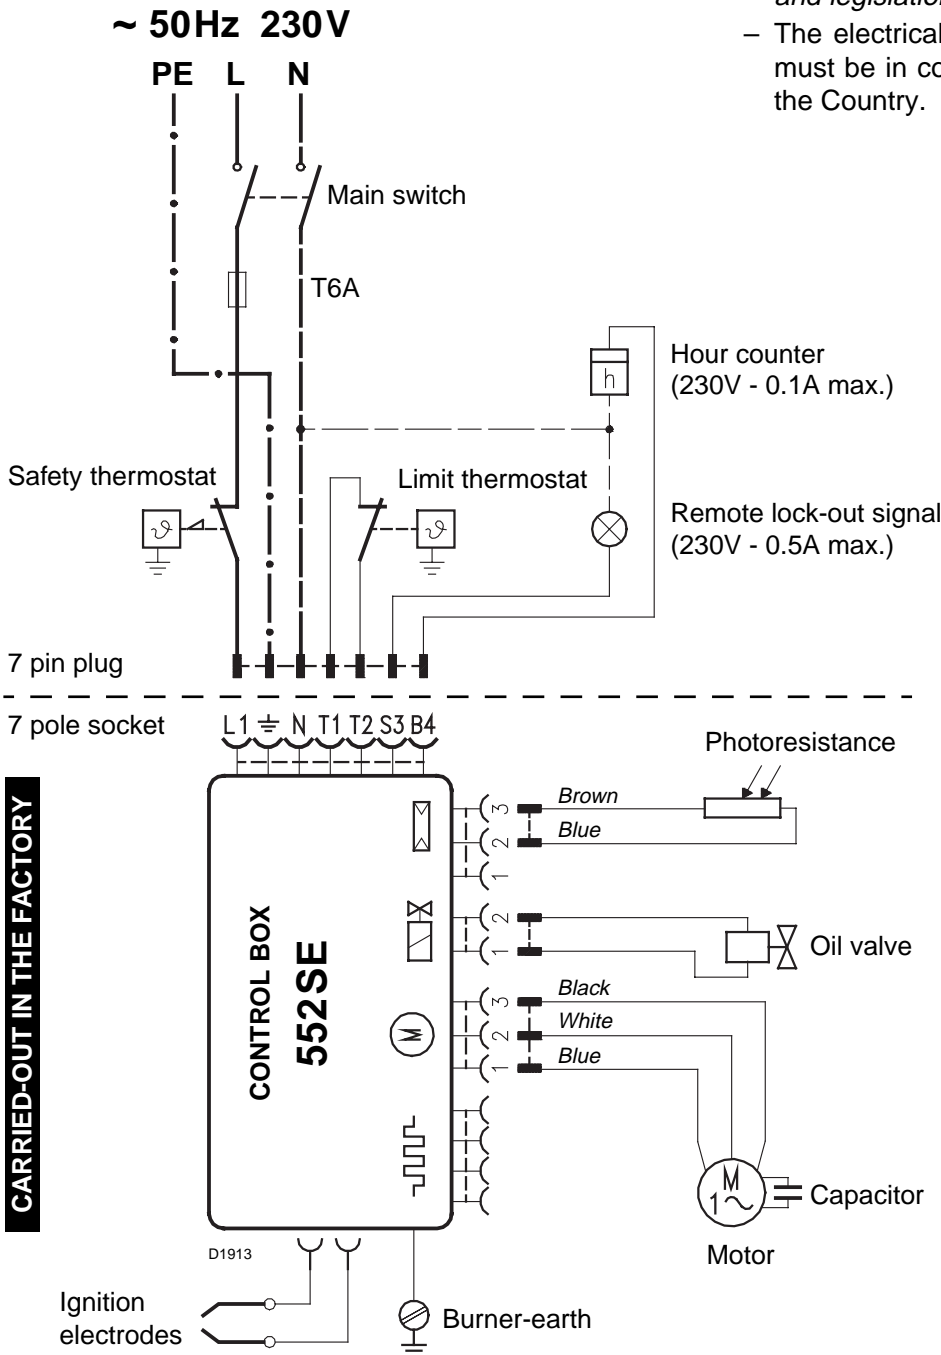 ~ 50Hz 230V
and legislation
– The electrical
must be in co
the Country.
PE L N
Main switch
T6A
Hour counter
(230V - 0.1A max.)
h
Safety thermostat
Limit thermostat
ϑ
ϑ
Remote lock-out signal
(230V - 0.5A max.)
7 pin plug
7 pole socket
L1 N T1 T2 S3 B4
Photoresistance
CARRIED-OUT IN THE FACTORY
CONTROL BOX
552SE
3 Brown
2 Blue
1
2
1
Oil valve
3 Black
2 White
1 Blue
M
M
1~
Capacitor
Motor
D1913
Ignition
electrodes
Burner-earth